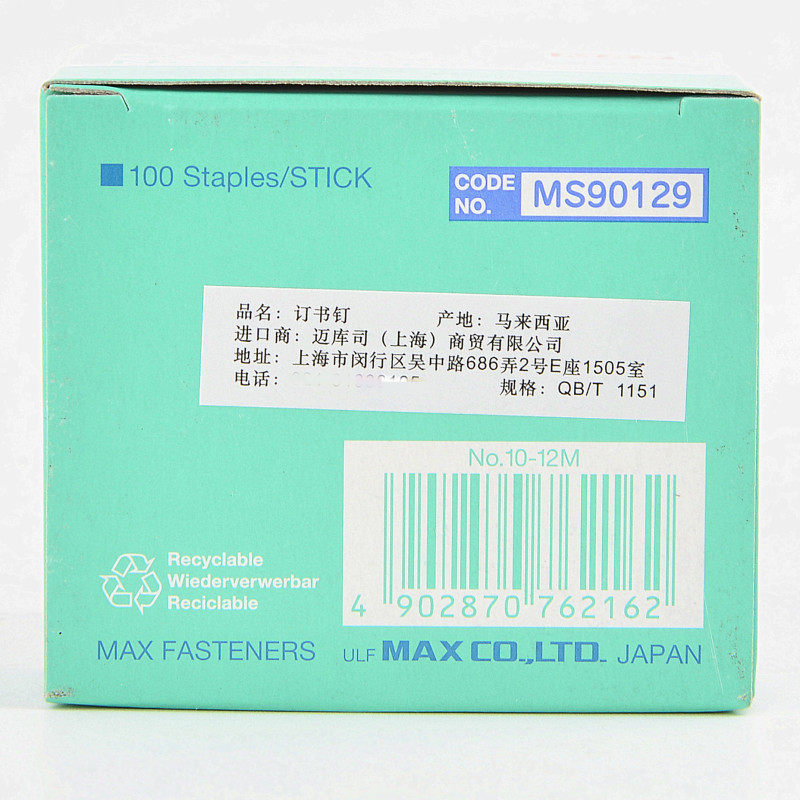 100 Staples/STICK
CODE NO. MS90129
品名：订书钉 产地：马来西亚
进口商：迈库司（上海）商贸有限公司
地址：上海市闵行区吴中路686弄2号E座1505室
电话： 规格：QB/T 1151
No.10-12M
4 902870 762162
Recyclable
Wiederverwerbar
Reciclable
MAX FASTENERS ULF MAX CO.,LTD. JAPAN